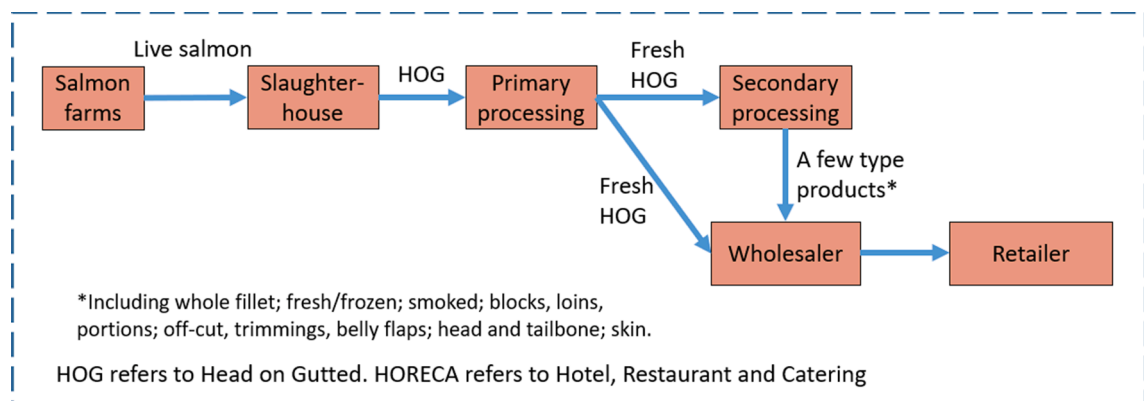 Live salmon
Salmon
farms
Slaughter-
house
HOG
Primary
processing
Fresh
HOG
Secondary
processing
Fresh
HOG
A few type
products*
Wholesaler
Retailer
*Including whole fillet; fresh/frozen; smoked; blocks, loins,
portions; off-cut, trimmings, belly flaps; head and tailbone; skin.
HOG refers to Head on Gutted. HORECA refers to Hotel, Restaurant and Catering